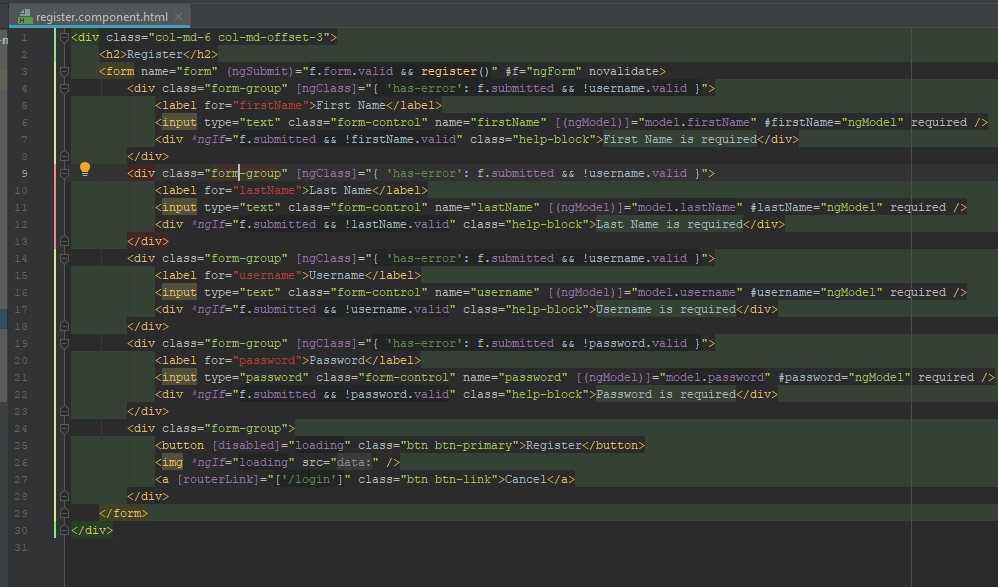 register.component.html
1 <div class="col-md-6 col-md-offset-3">
2 <h2>Register</h2>
3 <form name="form" (ngSubmit)="f.form.valid && register()" #f="ngForm" novalidate>
4 <div class="form-group" [ngClass]="{ 'has-error': f.submitted && !username.valid }">
5 <label for="firstName">First Name</label>
6 <input type="text" class="form-control" name="firstName" [(ngModel)]="model.firstName" #firstName="ngModel" required />
7 <div *ngIf="f.submitted && !firstName.valid" class="help-block">First Name is required</div>
8 </div>
9 <div class="form-group" [ngClass]="{ 'has-error': f.submitted && !username.valid }">
10 <label for="lastName">Last Name</label>
11 <input type="text" class="form-control" name="lastName" [(ngModel)]="model.lastName" #lastName="ngModel" required />
12 <div *ngIf="f.submitted && !lastName.valid" class="help-block">Last Name is required</div>
13 </div>
14 <div class="form-group" [ngClass]="{ 'has-error': f.submitted && !username.valid }">
15 <label for="username">Username</label>
16 <input type="text" class="form-control" name="username" [(ngModel)]="model.username" #username="ngModel" required />
17 <div *ngIf="f.submitted && !username.valid" class="help-block">Username is required</div>
18 </div>
19 <div class="form-group" [ngClass]="{ 'has-error': f.submitted && !password.valid }">
20 <label for="password">Password</label>
21 <input type="password" class="form-control" name="password" [(ngModel)]="model.password" #password="ngModel" required />
22 <div *ngIf="f.submitted && !password.valid" class="help-block">Password is required</div>
23 </div>
24 <div class="form-group">
25 <button [disabled]="loading" class="btn btn-primary">Register</button>
26 <img *ngIf="loading" src="data:" />
27 <a [routerLink]="['/login']" class="btn btn-link">Cancel</a>
28 </div>
29 </form>
30 </div>
31